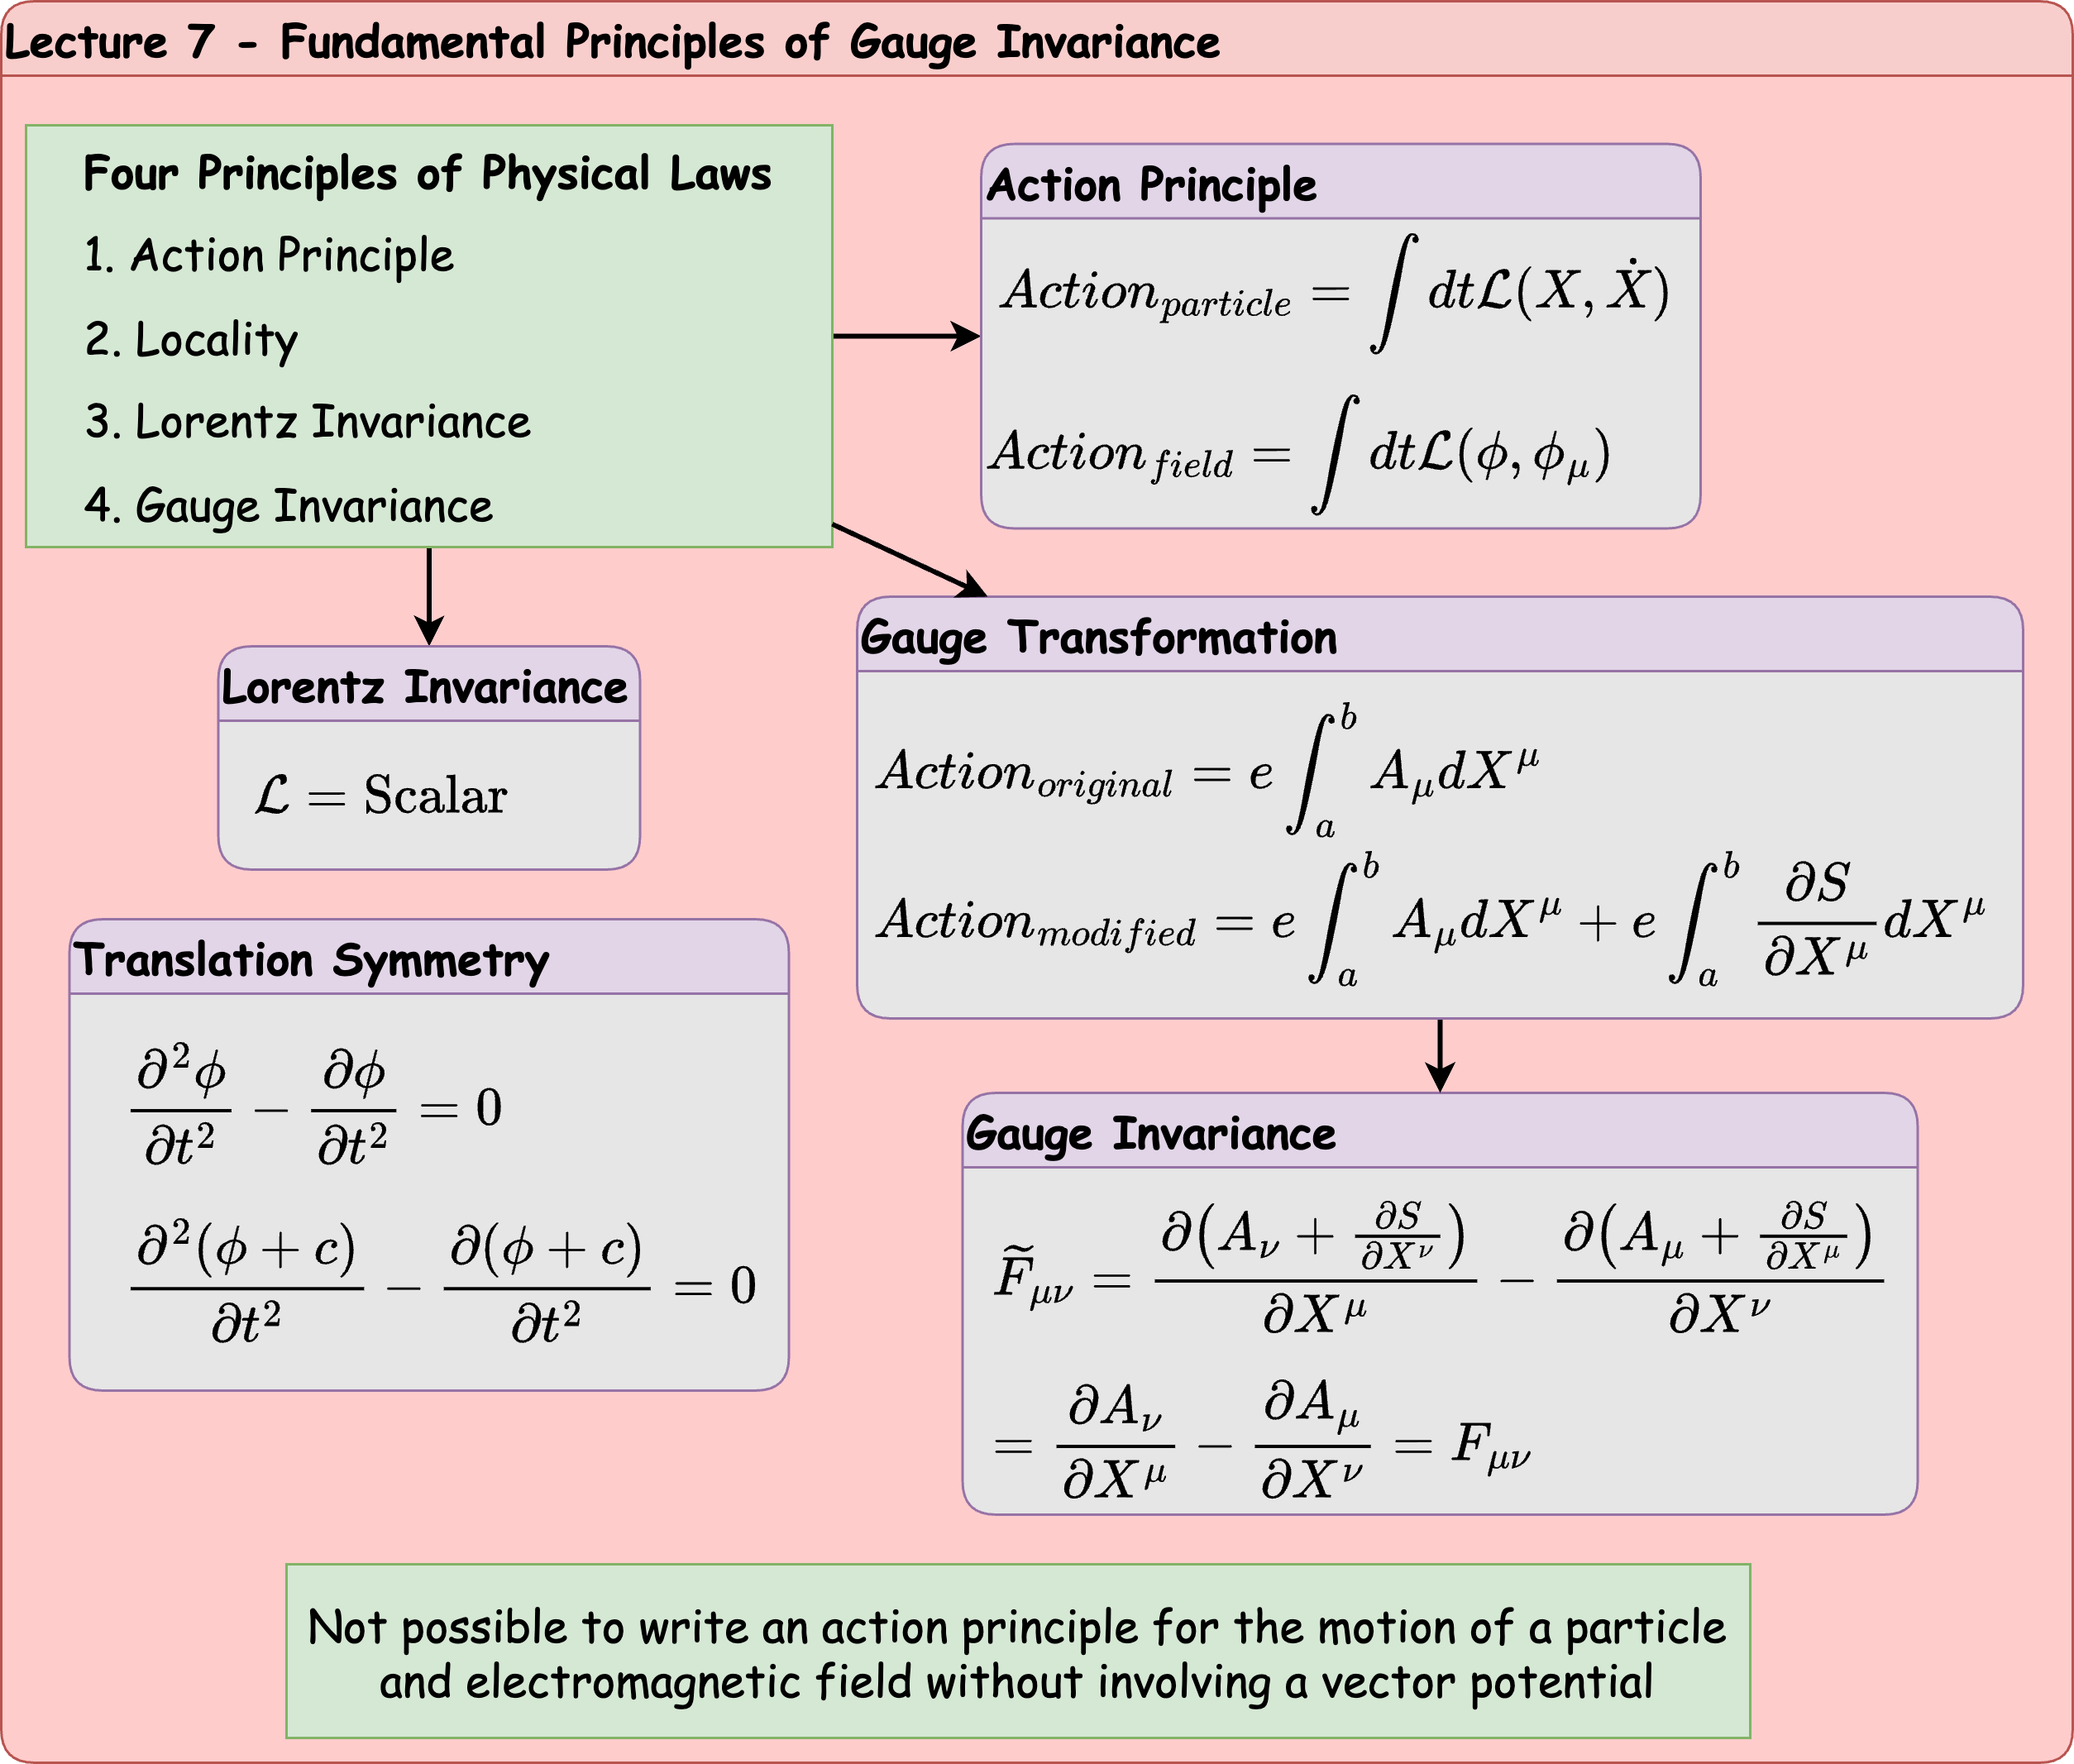 Lecture 7 - Fundamental Principles of Gauge Invariance
Four Principles of Physical Laws
1. Action Principle
2. Locality
3. Lorentz Invariance
4. Gauge Invariance
Action Principle
$Action_{particle} = \int dt \mathcal{L}(X, \dot{X})$
$Action_{field} = \int dt \mathcal{L}(\phi, \phi_\mu)$
Lorentz Invariance
$\mathcal{L} = \text{Scalar}$
Gauge Transformation
$Action_{original} = e \int_a^b A_\mu dX^\mu$
$Action_{modified} = e \int_a^b A_\mu dX^\mu + e \int_a^b \frac{\partial S}{\partial X^\mu} dX^\mu$
Translation Symmetry
$\frac{\partial^2 \phi}{\partial t^2} - \frac{\partial \phi}{\partial t^2} = 0$
$\frac{\partial^2 (\phi + c)}{\partial t^2} - \frac{\partial (\phi + c)}{\partial t^2} = 0$
Gauge Invariance
$\widetilde{F}_{\mu\nu} = \frac{\partial (A_\nu + \frac{\partial S}{\partial X^\nu})}{\partial X^\mu} - \frac{\partial (A_\mu + \frac{\partial S}{\partial X^\mu})}{\partial X^\nu}$
$= \frac{\partial A_\nu}{\partial X^\mu} - \frac{\partial A_\mu}{\partial X^\nu} = F_{\mu\nu}$
Not possible to write an action principle for the motion of a particle
and electromagnetic field without involving a vector potential